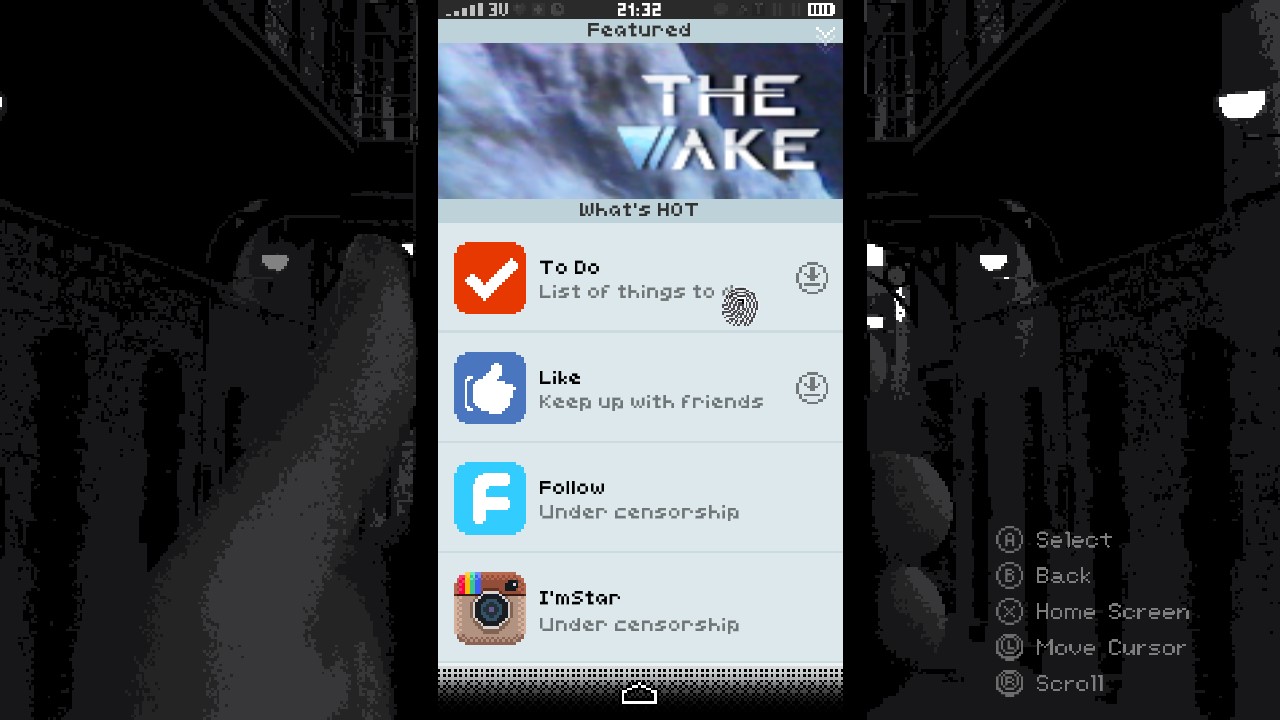 3U 21:32
Featured
THE
WAKE
What's HOT
To Do
List of things to
Like
Keep up with friends
Follow
Under censorship
I'mStar
Under censorship
A Select
B Back
X Home Screen
L Move Cursor
R Scroll